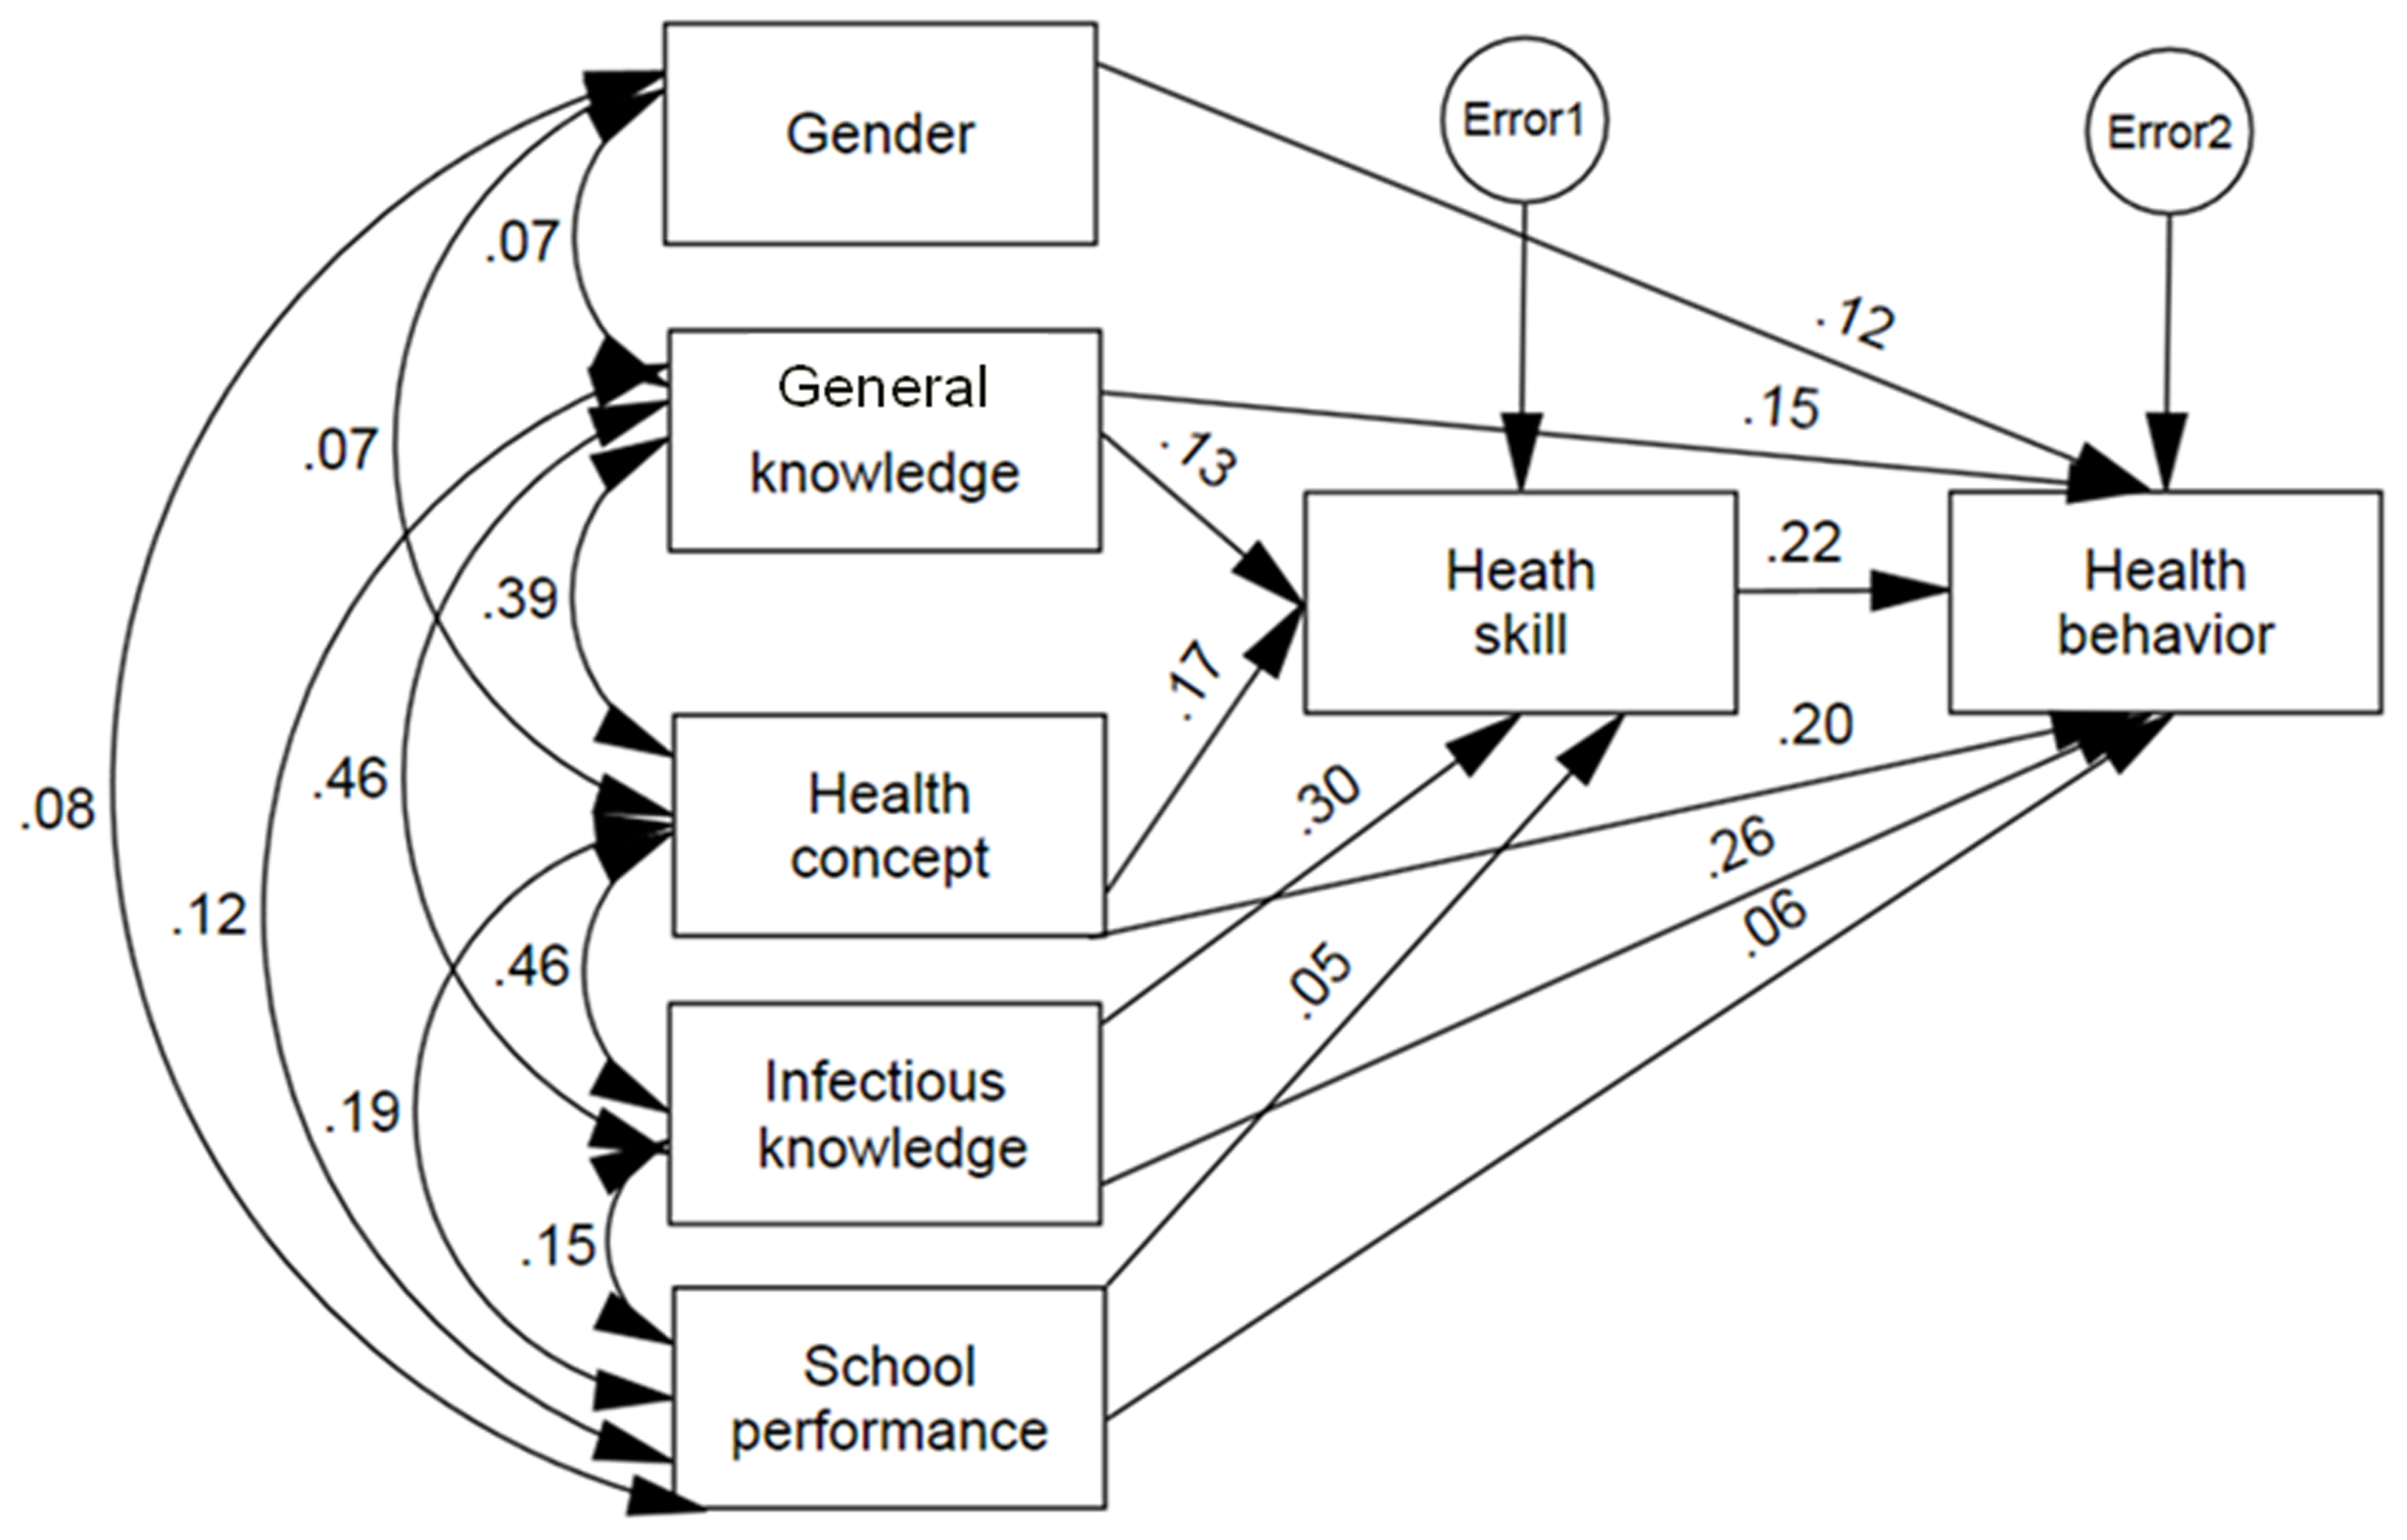 Gender
Error1
Error2
.07
.12
General
knowledge
.15
.13
.07
Heath
skill
.22
Health
behavior
.39
.17
.20
Health
concept
.46
.08
.30
.26
.12
.46
.06
.05
Infectious
knowledge
.19
.15
School
performance